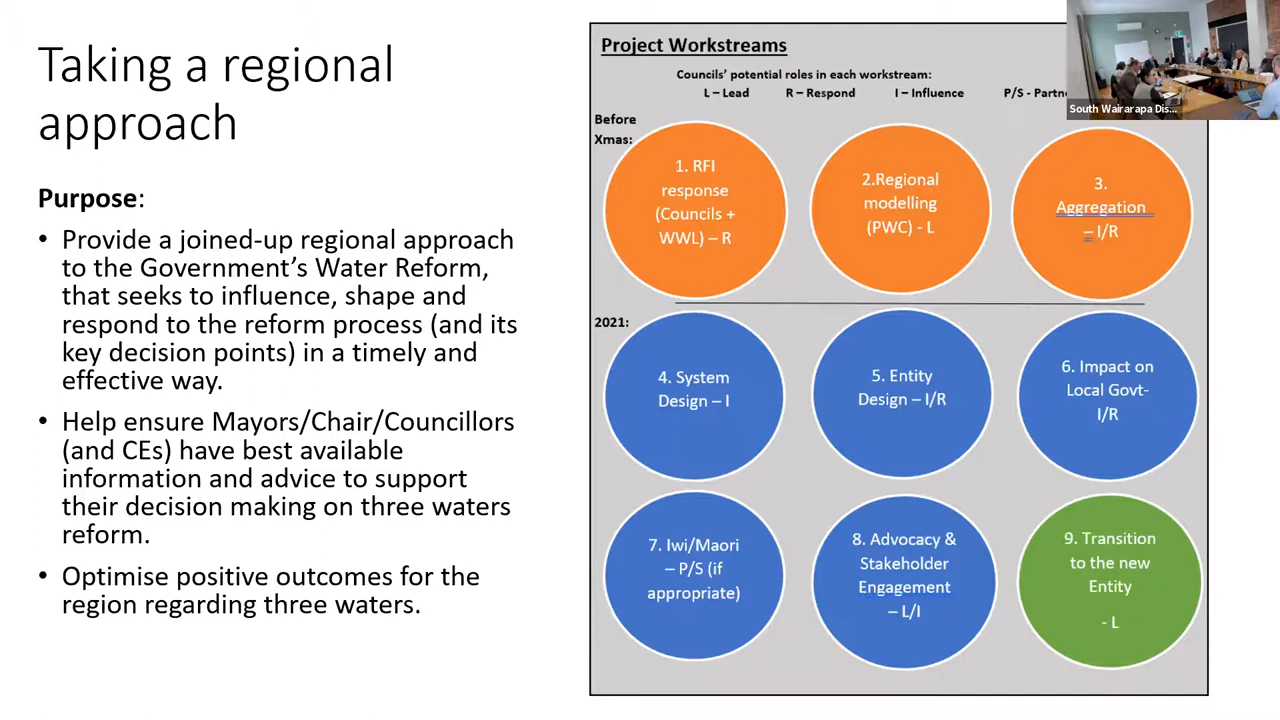 Taking a regional
approach
Purpose:
• Provide a joined-up regional approach
to the Government's Water Reform,
that seeks to influence, shape and
respond to the reform process (and its
key decision points) in a timely and
effective way.
• Help ensure Mayors/Chair/Councillors
(and CEs) have best available
information and advice to support
their decision making on three waters
reform.
• Optimise positive outcomes for the
region regarding three waters.
Project Workstreams
Councils' potential roles in each workstream:
L – Lead R – Respond I – Influence P/S - Partne
Before
Xmas:
1. RFI
response
(Councils +
WWL) – R
2.Regional
modelling
(PWC) - L
3.
Aggregation
– I/R
2021:
4. System
Design – I
5. Entity
Design – I/R
6. Impact on
Local Govt-
I/R
7. Iwi/Maori
– P/S (if
appropriate)
8. Advocacy &
Stakeholder
Engagement
– L/I
9. Transition
to the new
Entity
- L
South Wairarapa Dis...